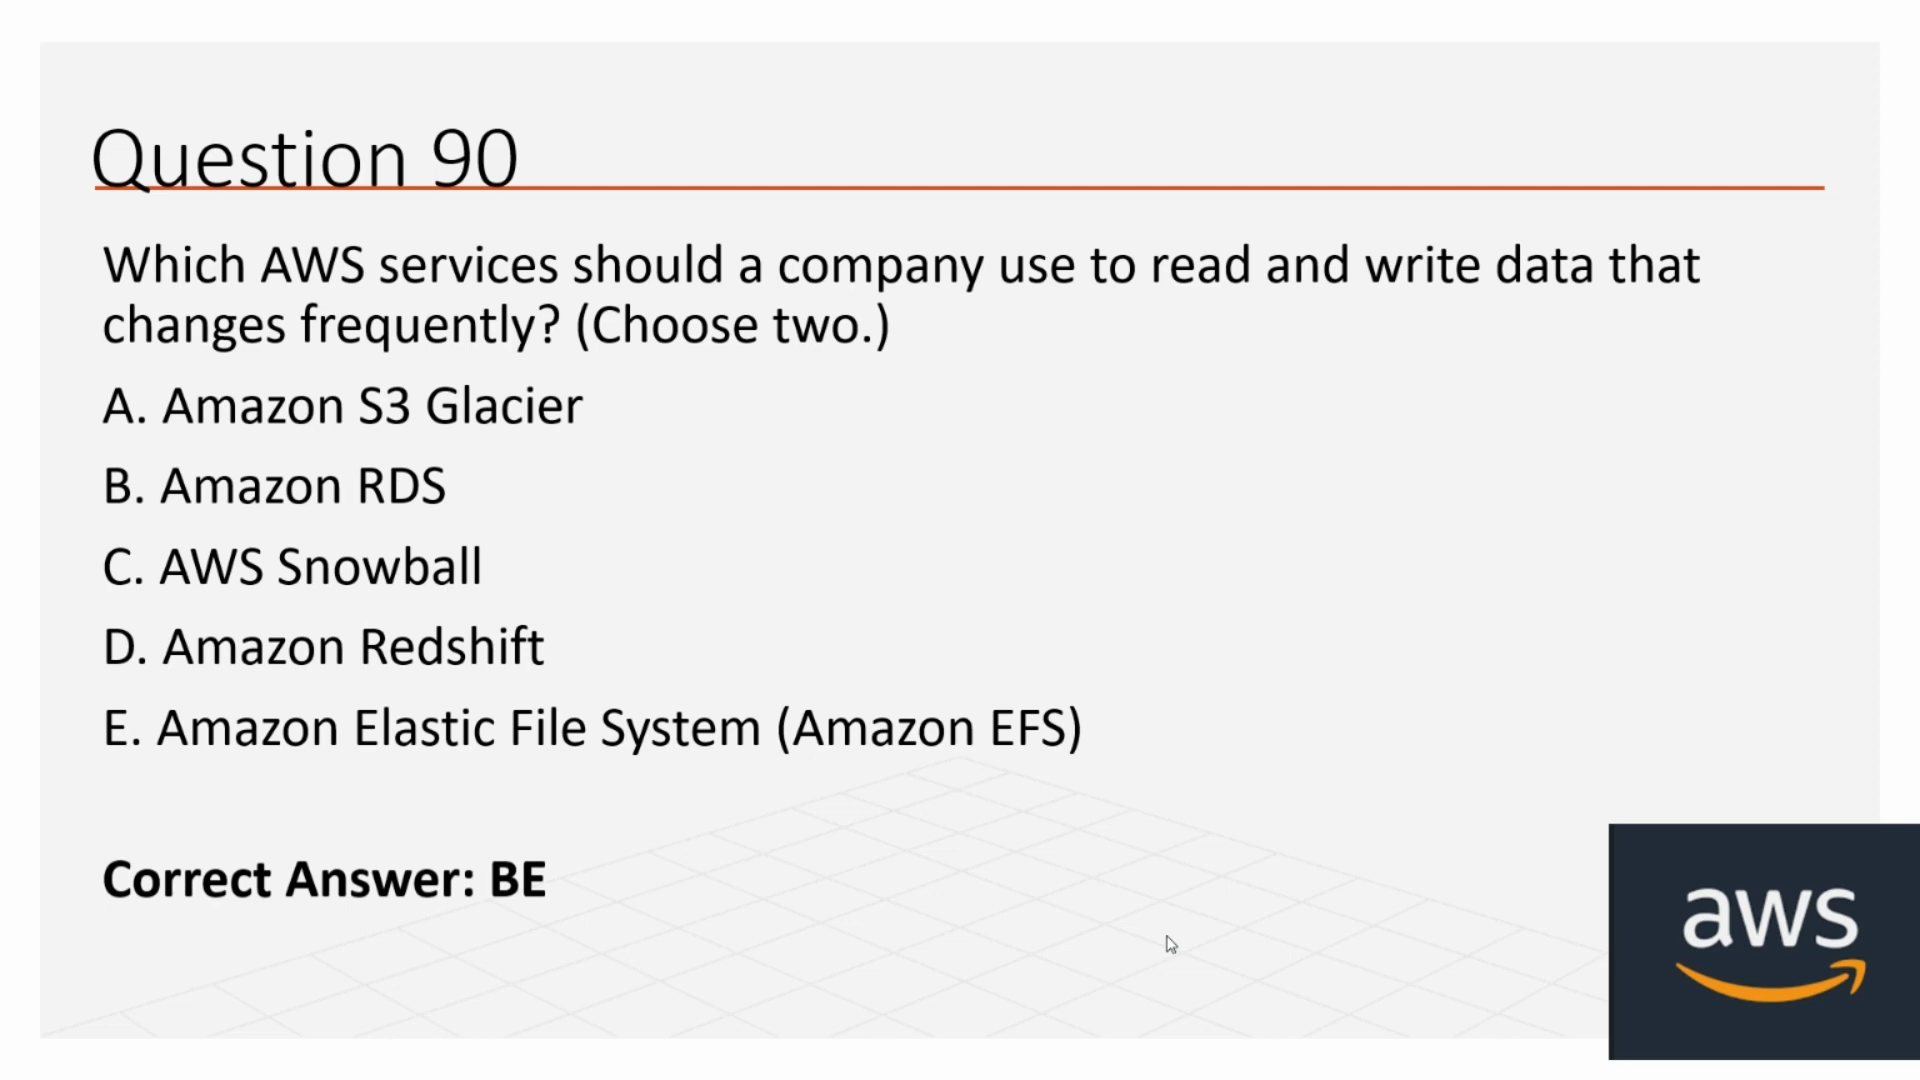 Question 90
Which AWS services should a company use to read and write data that
changes frequently? (Choose two.)
A. Amazon S3 Glacier
B. Amazon RDS
C. AWS Snowball
D. Amazon Redshift
E. Amazon Elastic File System (Amazon EFS)
Correct Answer: BE
aws